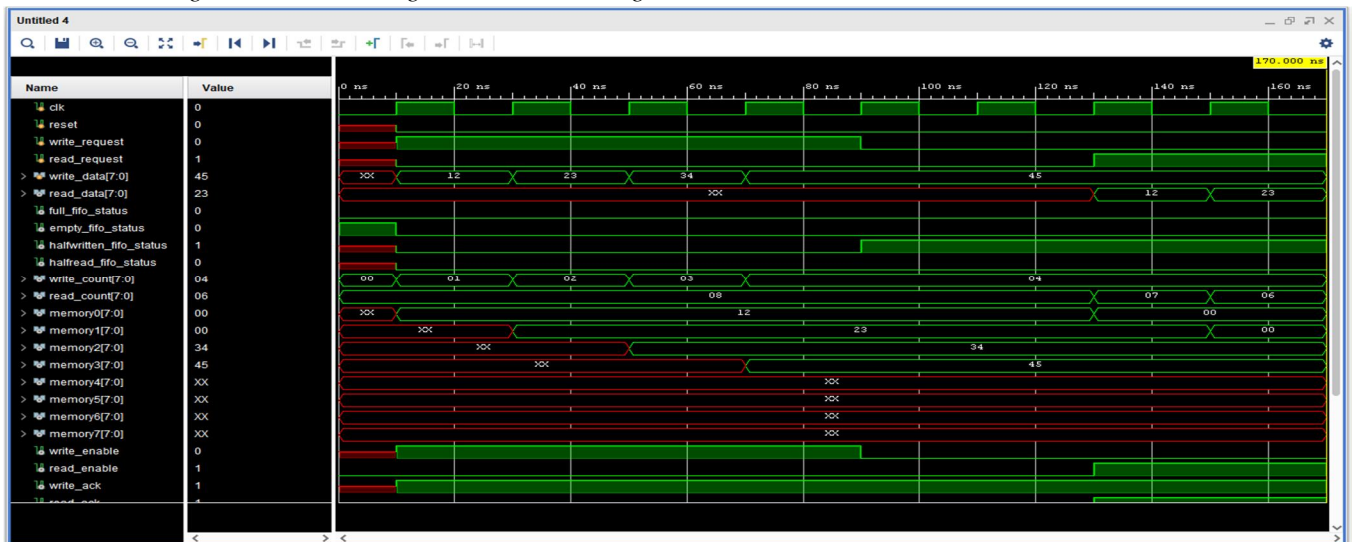 Untitled 4
170.000 ns
Name Value
0 ns 20 ns 40 ns 60 ns 80 ns 100 ns 120 ns 140 ns 160 ns
clk 0
reset 0
write_request 0
read_request 1
write_data[7:0] 45 XX 12 23 34 45
read_data[7:0] 23 XX 12 23
full_fifo_status 0
empty_fifo_status 0
halfwritten_fifo_status 1
halfread_fifo_status 0
write_count[7:0] 04 00 01 02 03 04
read_count[7:0] 06 08 07 06
memory0[7:0] 00 XX 12 00
memory1[7:0] 00 XX 23 00
memory2[7:0] 34 XX 34
memory3[7:0] 45 XX 45
memory4[7:0] XX XX
memory5[7:0] XX XX
memory6[7:0] XX XX
memory7[7:0] XX XX
write_enable 0
read_enable 1
write_ack 1